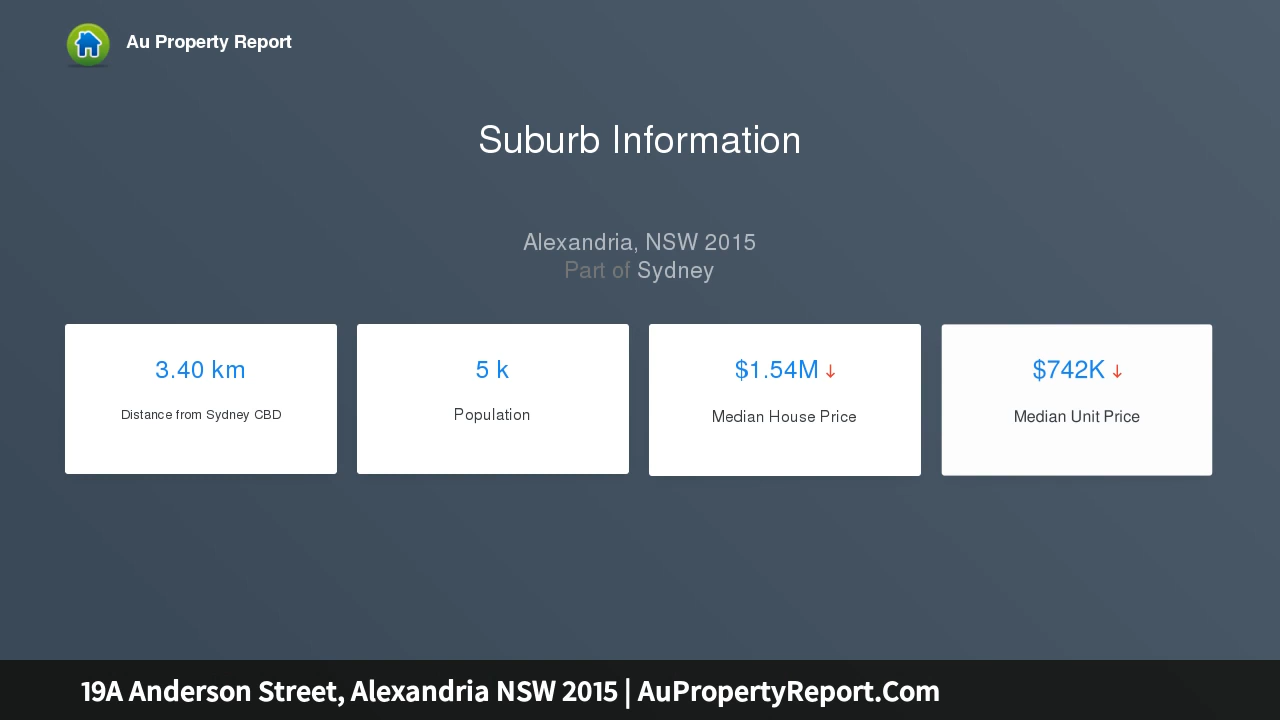 Au Property Report
Suburb Information
Alexandria, NSW 2015
Part of Sydney
3.40 km
Distance from Sydney CBD
5 k
Population
$1.54M ↓
Median House Price
$742K ↓
Median Unit Price
19A Anderson Street, Alexandria NSW 2015 | AuPropertyReport.Com